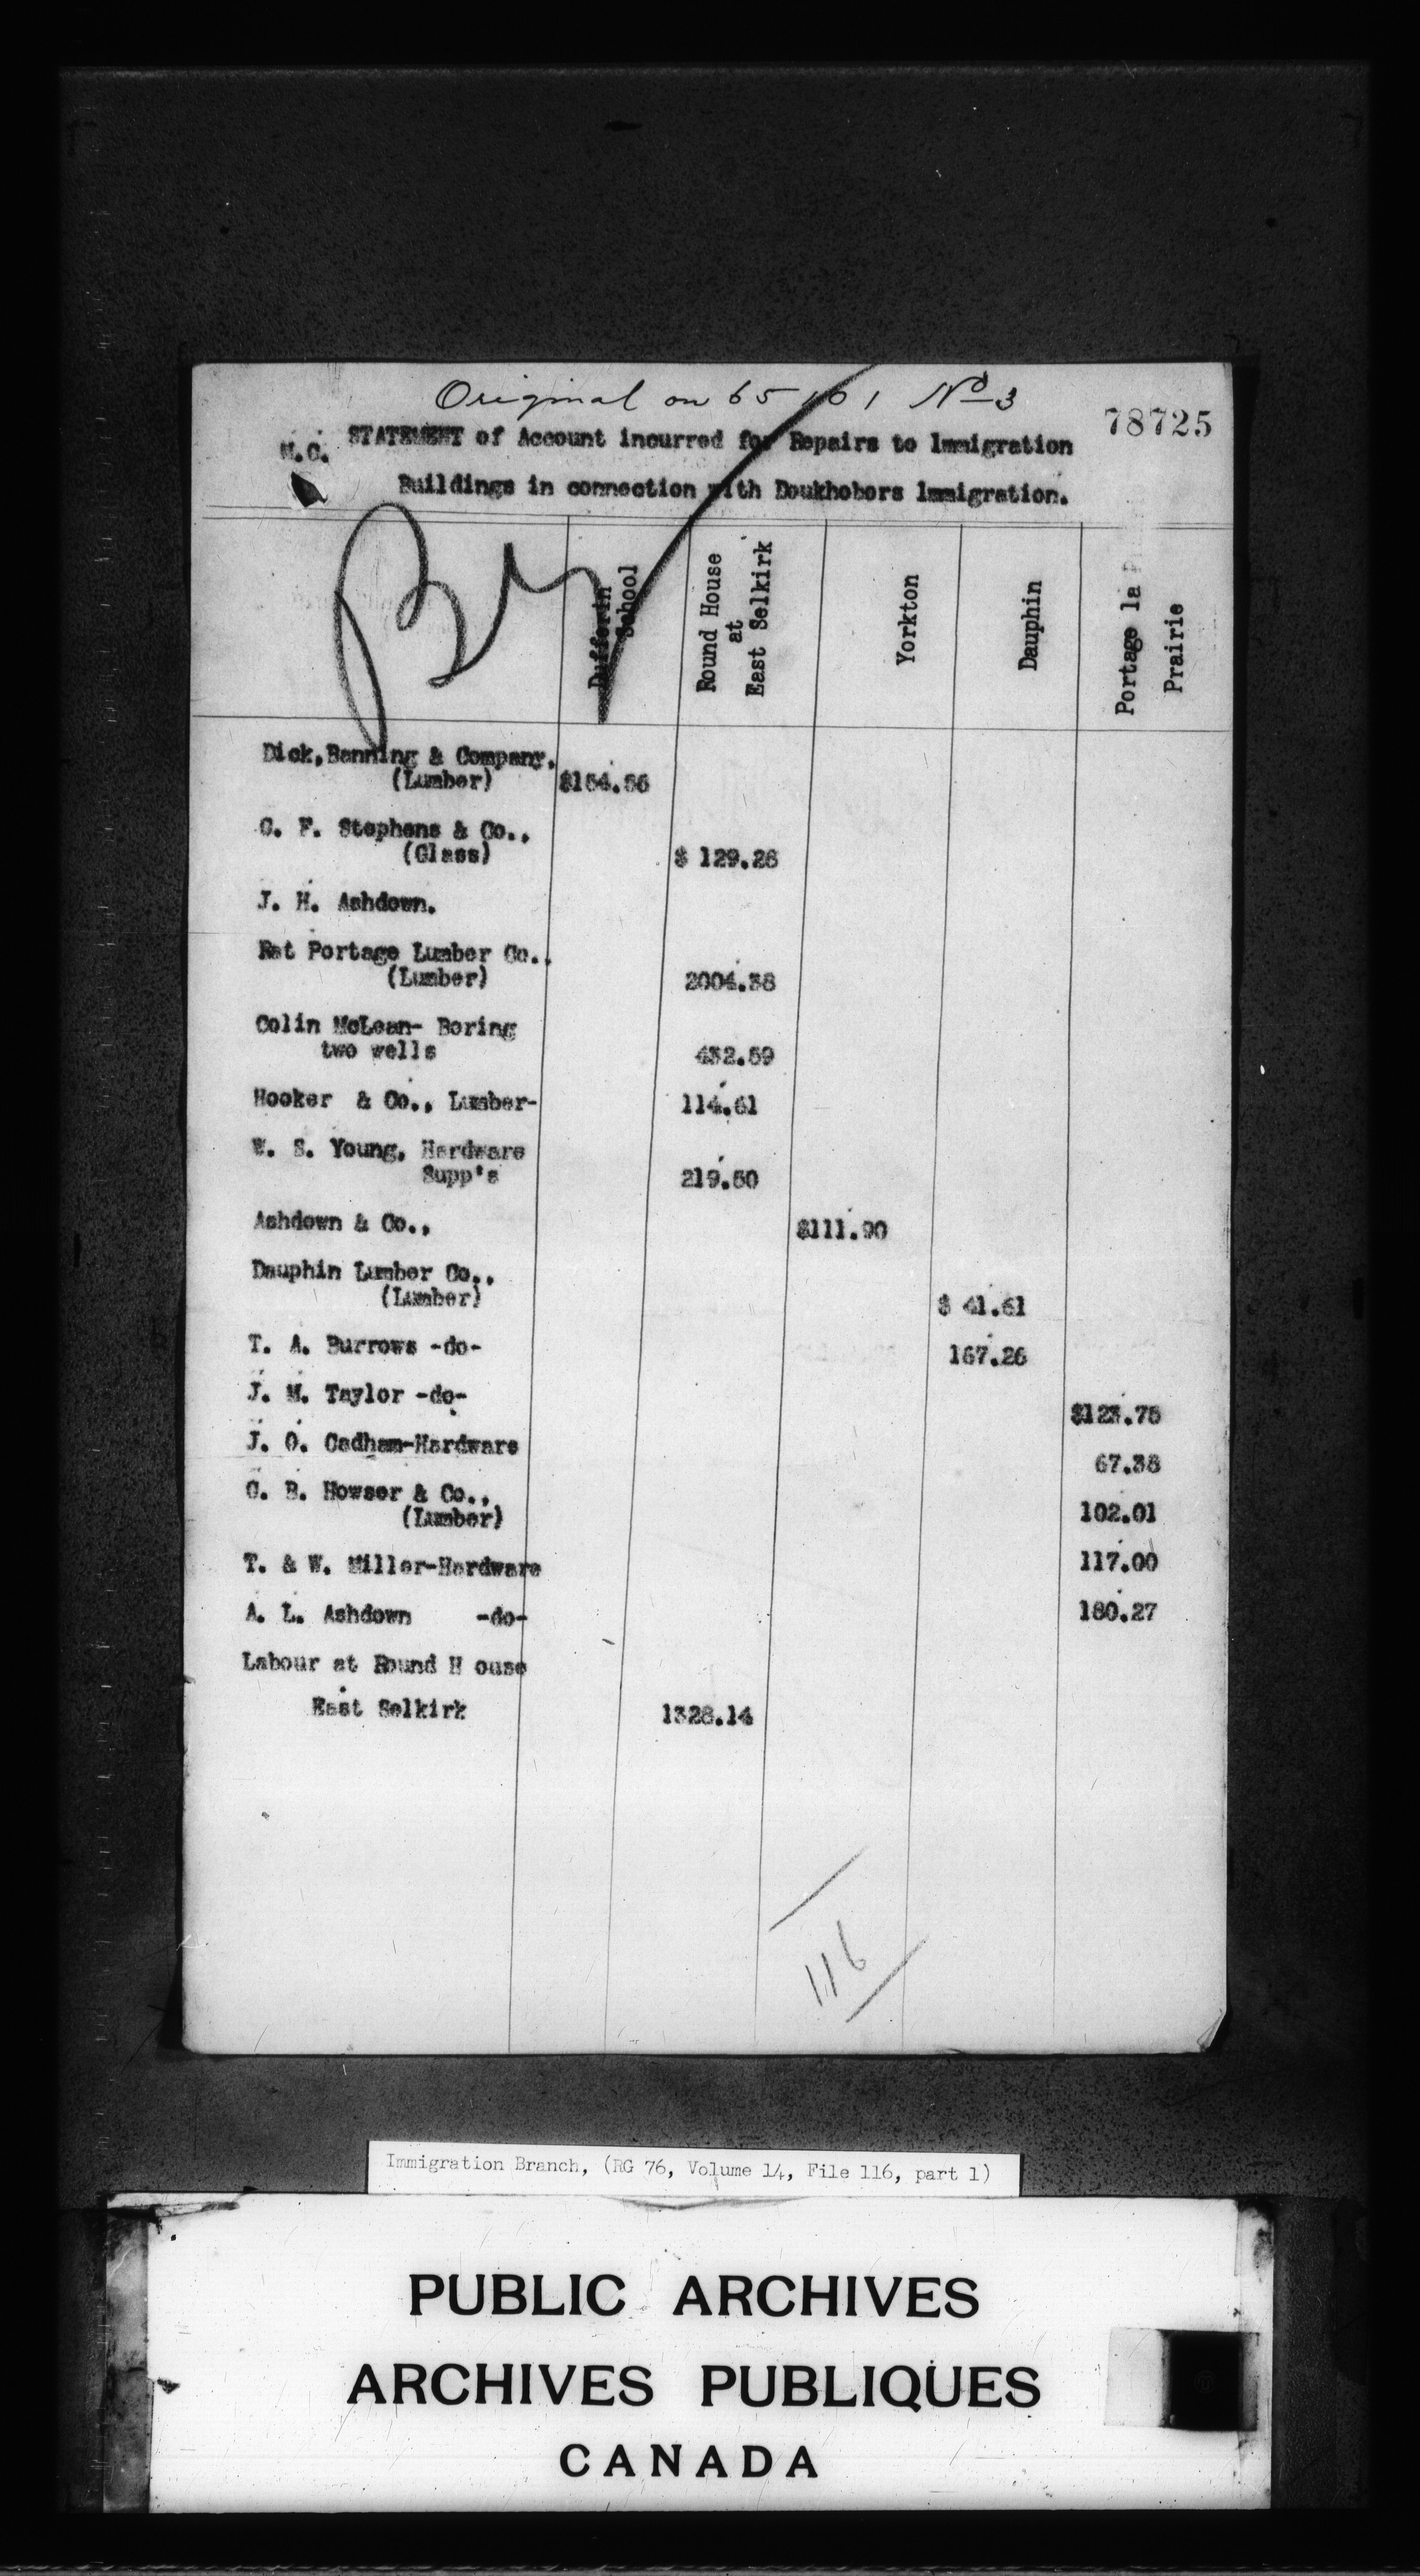 Original on 65101 No 3
78725
M.C. STATEMENT of Account incurred for Repairs to lmmigration
Buildings in connection with Doukhobors lmmigration.
Dufferin School
Round House at East Selkirk
Yorkton
Dauphin
Portage la Prairie
Dick, Banning & Company.
(Lumber) $154.56
C. F. Stephens & Co.,
(Glass) $ 129.26
J. H. Ashdown.
Rat Portage Lumber Co.,
(Lumber) 2004.38
Colin McLean- Boring
two wells 432.59
Hooker & Co., Lumber- 114.61
W. S. Young, Hardware
Supp's 219.50
Ashdown & Co., $111.90
Dauphin Lumber Co.,
(Lumber) $ 41.61
T. A. Burrows -do- 167.26
J. M. Taylor -do- $123.75
J. O. Cadham-Hardware 67.38
G. B. Howser & Co.,
(Lumber) 102.01
T. & W. Miller-Hardware 117.00
A. L. Ashdown -do- 180.27
Labour at Round H ouse
East Selkirk 1328.14
116
Immigration Branch, (RG 76, Volume 14, File 116, part 1)
PUBLIC ARCHIVES
ARCHIVES PUBLIQUES
CANADA